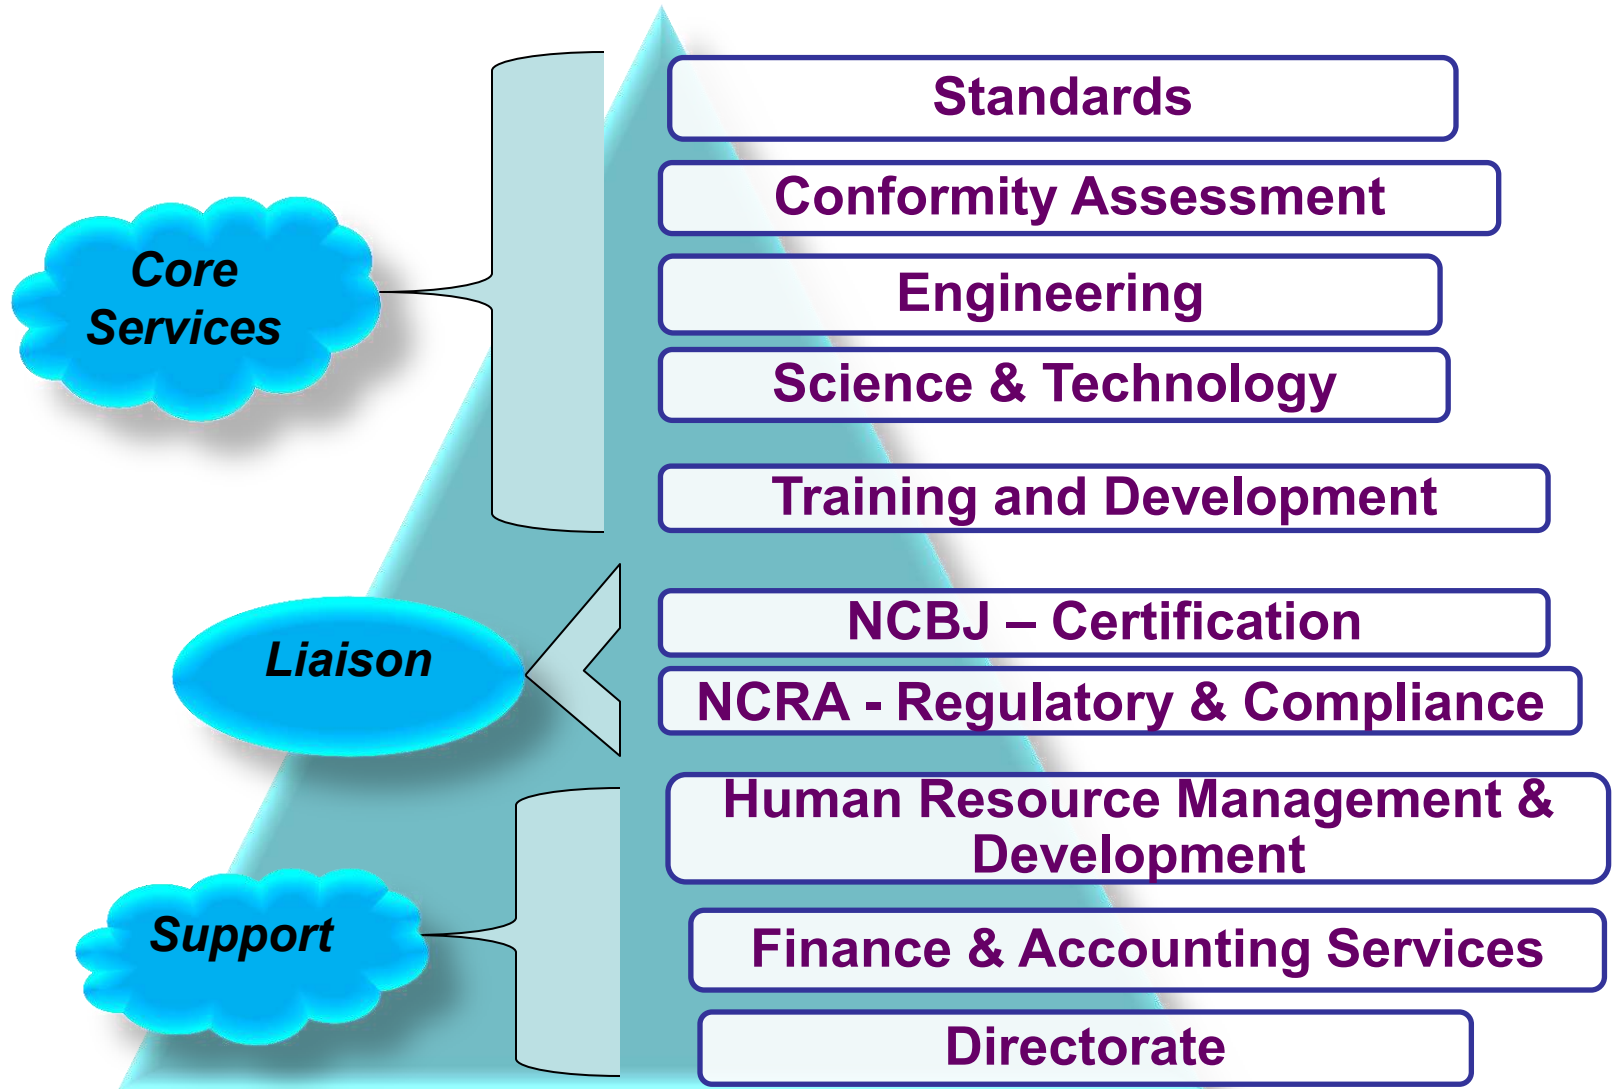 Core
Services
Standards
Conformity Assessment
Engineering
Science & Technology
Training and Development
Liaison
NCBJ – Certification
NCRA - Regulatory & Compliance
Support
Human Resource Management &
Development
Finance & Accounting Services
Directorate